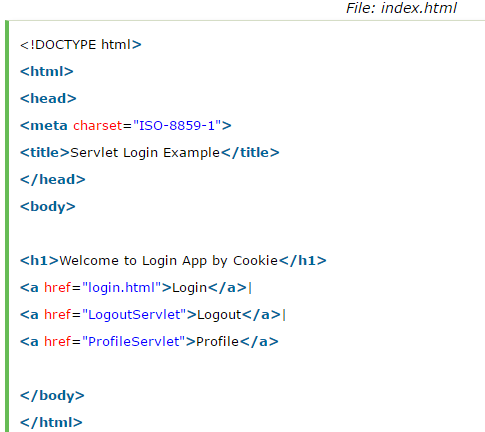 File: index.html
<!DOCTYPE html>
<html>
<head>
<meta charset="ISO-8859-1">
<title>Servlet Login Example</title>
</head>
<body>
<h1>Welcome to Login App by Cookie</h1>
<a href="login.html">Login</a>|
<a href="LogoutServlet">Logout</a>|
<a href="ProfileServlet">Profile</a>
</body>
</html>